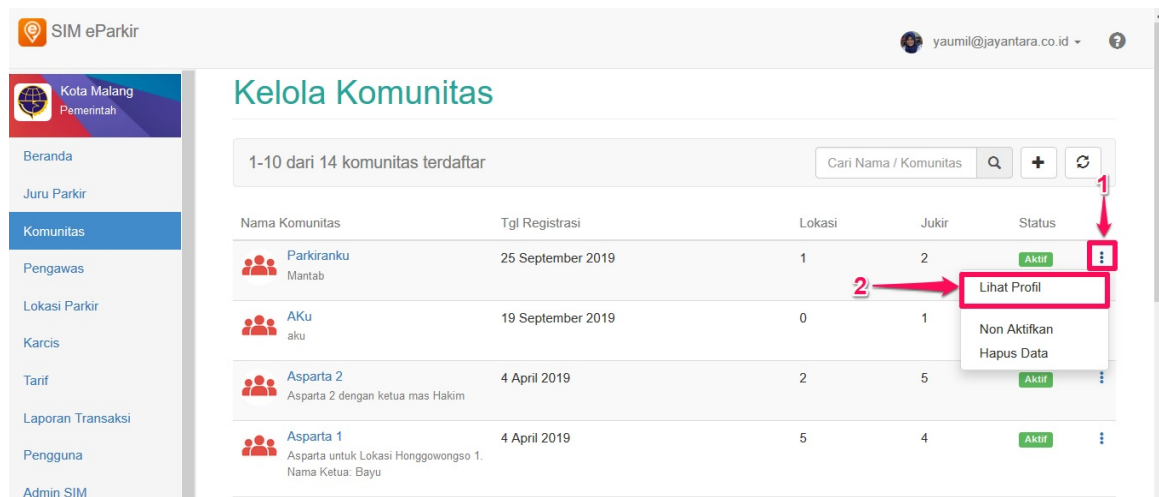 SIM eParkir
yaumil@jayantara.co.id
Kota Malang
Pemerintah
Beranda
Juru Parkir
Komunitas
Pengawas
Lokasi Parkir
Karcis
Tarif
Laporan Transaksi
Pengguna
Admin SIM
Kelola Komunitas
1-10 dari 14 komunitas terdaftar
Cari Nama / Komunitas
1
Nama Komunitas Tgl Registrasi Lokasi Jukir Status
Parkiranku 25 September 2019 1 2 Aktif
Mantab
2
Lihat Profil
Non Aktifkan
Hapus Data
AKu 19 September 2019 0 1
aku
Asparta 2 4 April 2019 2 5 Aktif
Asparta 2 dengan ketua mas Hakim
Asparta 1 4 April 2019 5 4 Aktif
Asparta untuk Lokasi Honggowongso 1.
Nama Ketua: Bayu